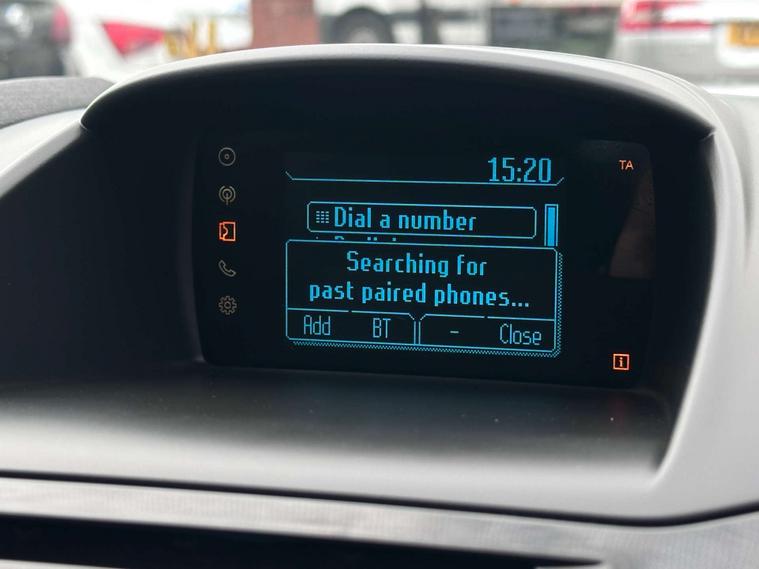 15:20
TA
Dial a number
Searching for
past paired phones...
Add BT - Close
i